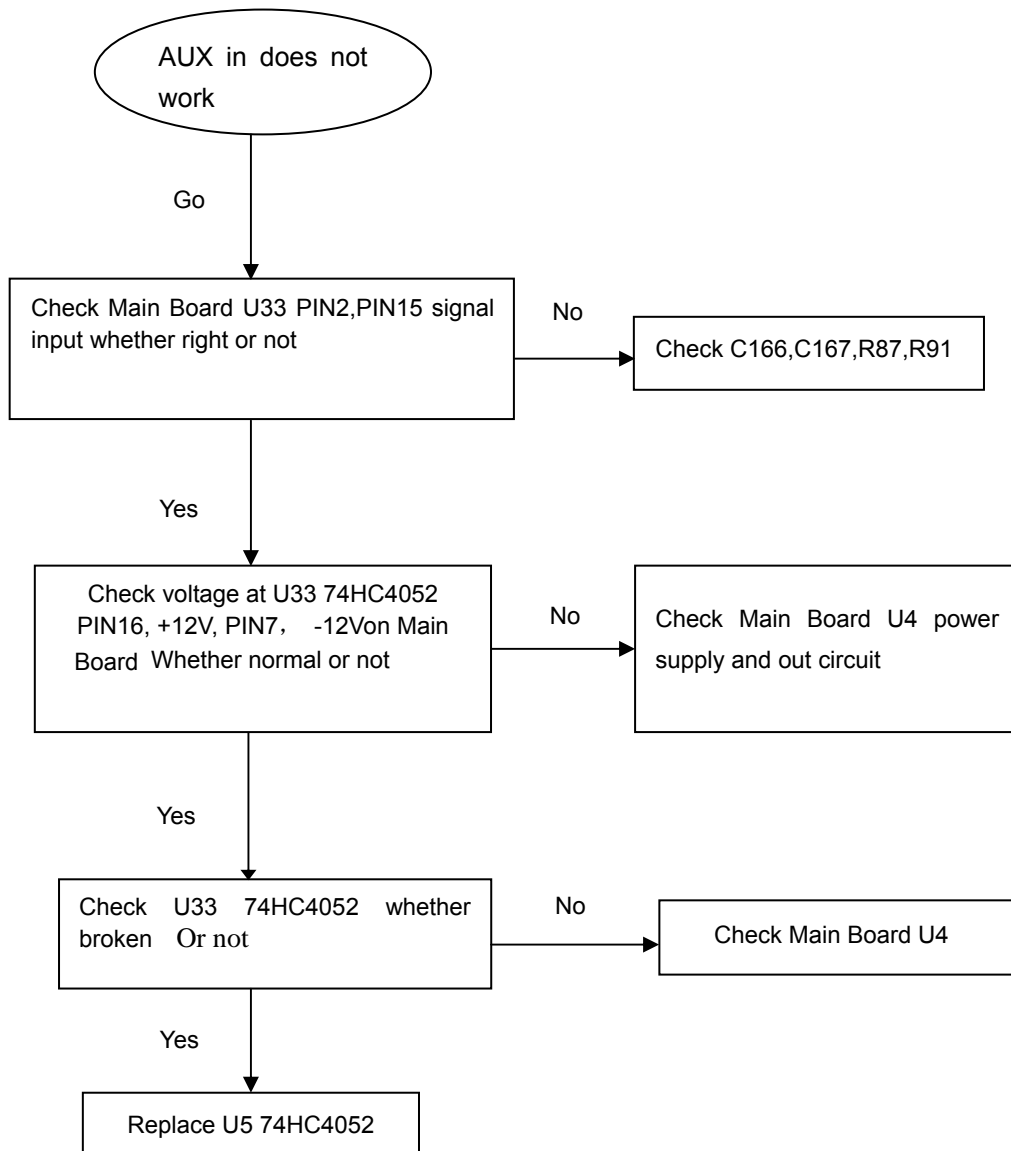 AUX in does not
work
Go
Check Main Board U33 PIN2,PIN15 signal
input whether right or not
No
Check C166,C167,R87,R91
Yes
Check voltage at U33 74HC4052
PIN16, +12V, PIN7， -12Von Main
Board Whether normal or not
No
Check Main Board U4 power
supply and out circuit
Yes
Check U33 74HC4052 whether
broken Or not
No
Check Main Board U4
Yes
Replace U5 74HC4052